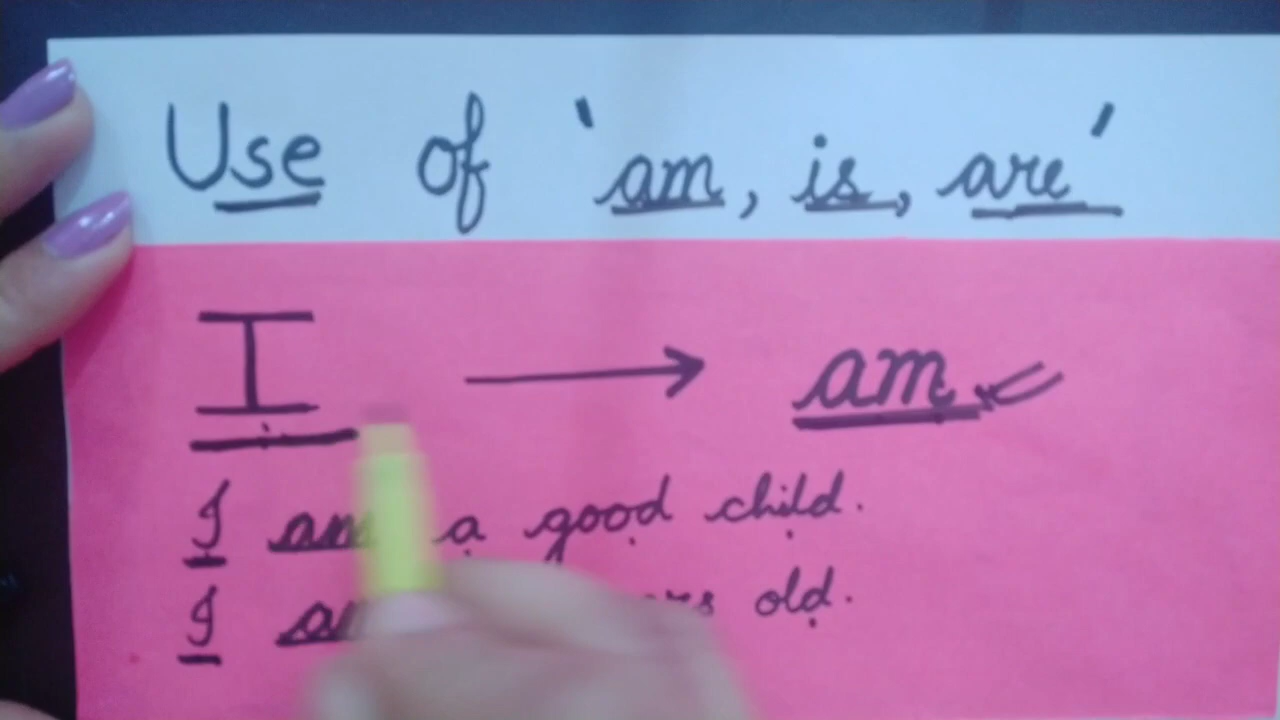 Use of 'am, is, are'
I → am
I am a good child.
I old.